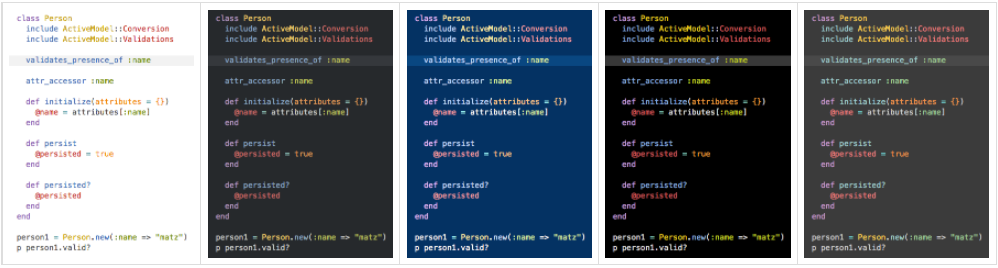 class Person
  include ActiveModel::Conversion
  include ActiveModel::Validations
  validates_presence_of :name
  attr_accessor :name
  def initialize(attributes = {})
    @name = attributes[:name]
  end
  def persist
    @persisted = true
  end
  def persisted?
    @persisted
  end
end
person1 = Person.new(:name => "matz")
p person1.valid?
class Person
  include ActiveModel::Conversion
  include ActiveModel::Validations
  validates_presence_of :name
  attr_accessor :name
  def initialize(attributes = {})
    @name = attributes[:name]
  end
  def persist
    @persisted = true
  end
  def persisted?
    @persisted
  end
end
person1 = Person.new(:name => "matz")
p person1.valid?
class Person
  include ActiveModel::Conversion
  include ActiveModel::Validations
  validates_presence_of :name
  attr_accessor :name
  def initialize(attributes = {})
    @name = attributes[:name]
  end
  def persist
    @persisted = true
  end
  def persisted?
    @persisted
  end
end
person1 = Person.new(:name => "matz")
p person1.valid?
class Person
  include ActiveModel::Conversion
  include ActiveModel::Validations
  validates_presence_of :name
  attr_accessor :name
  def initialize(attributes = {})
    @name = attributes[:name]
  end
  def persist
    @persisted = true
  end
  def persisted?
    @persisted
  end
end
person1 = Person.new(:name => "matz")
p person1.valid?
class Person
  include ActiveModel::Conversion
  include ActiveModel::Validations
  validates_presence_of :name
  attr_accessor :name
  def initialize(attributes = {})
    @name = attributes[:name]
  end
  def persist
    @persisted = true
  end
  def persisted?
    @persisted
  end
end
person1 = Person.new(:name => "matz")
p person1.valid?